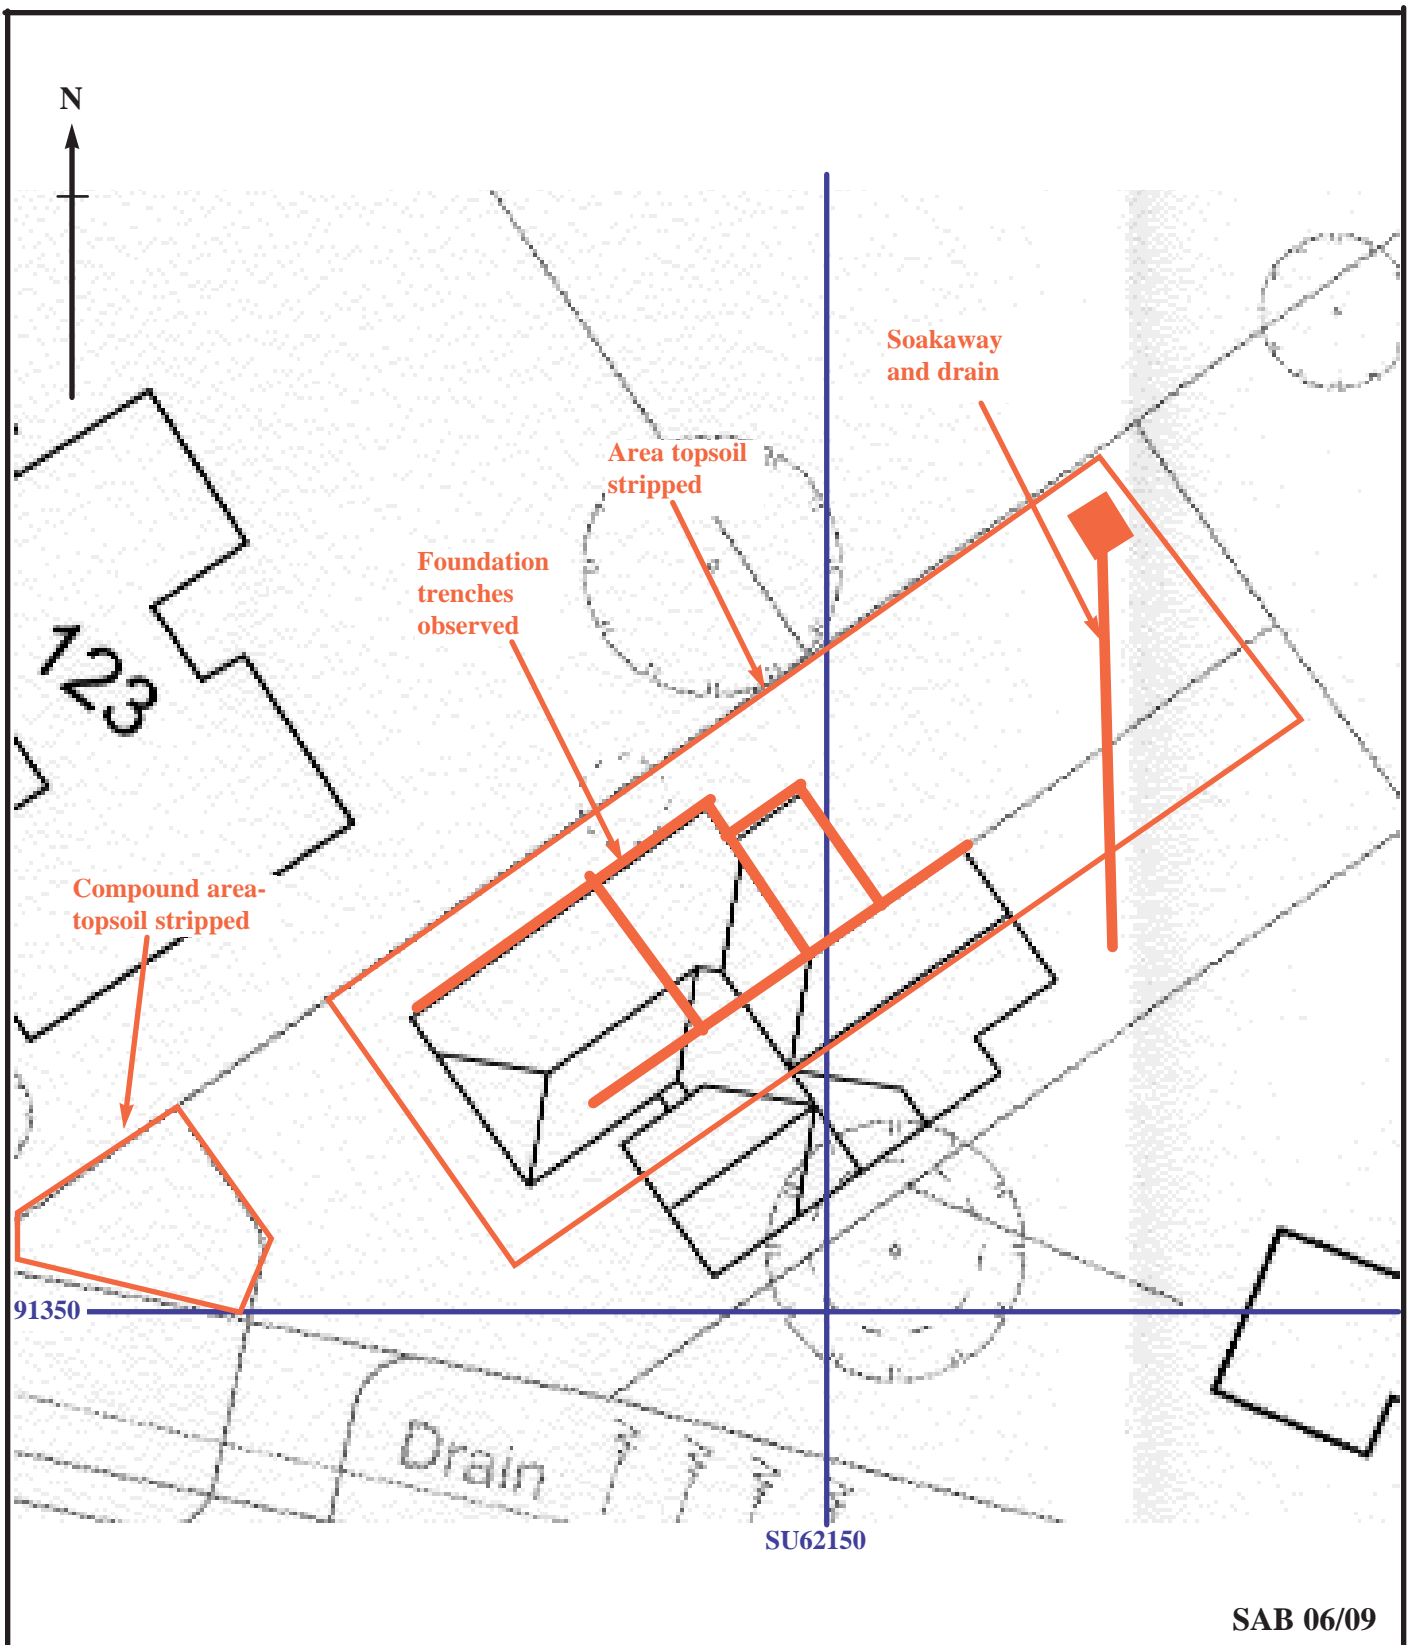 N
Soakaway
and drain
Area topsoil
stripped
Foundation
trenches
observed
123
Compound area-
topsoil stripped
91350
Drain
SU62150
SAB 06/09